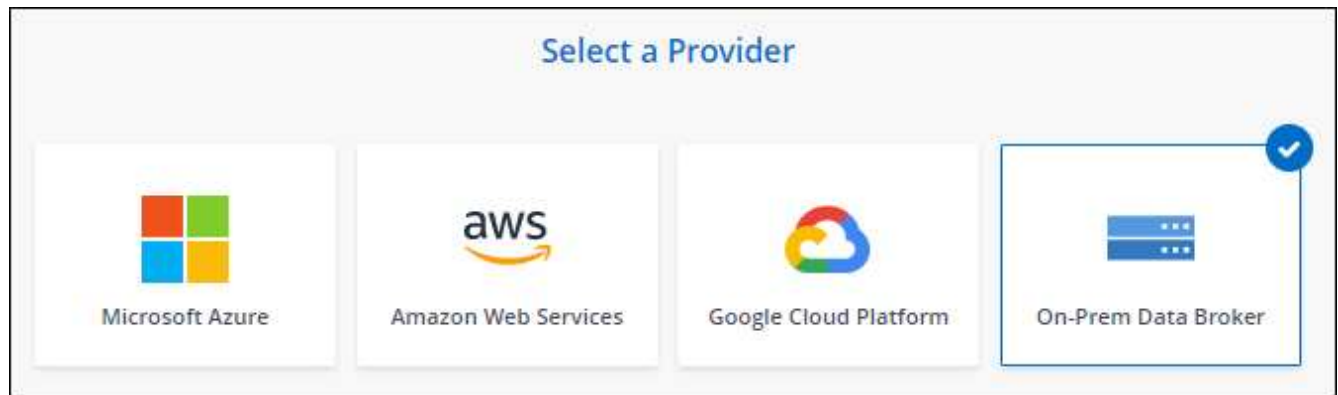 Select a Provider
aws
Microsoft Azure
Amazon Web Services
Google Cloud Platform
On-Prem Data Broker